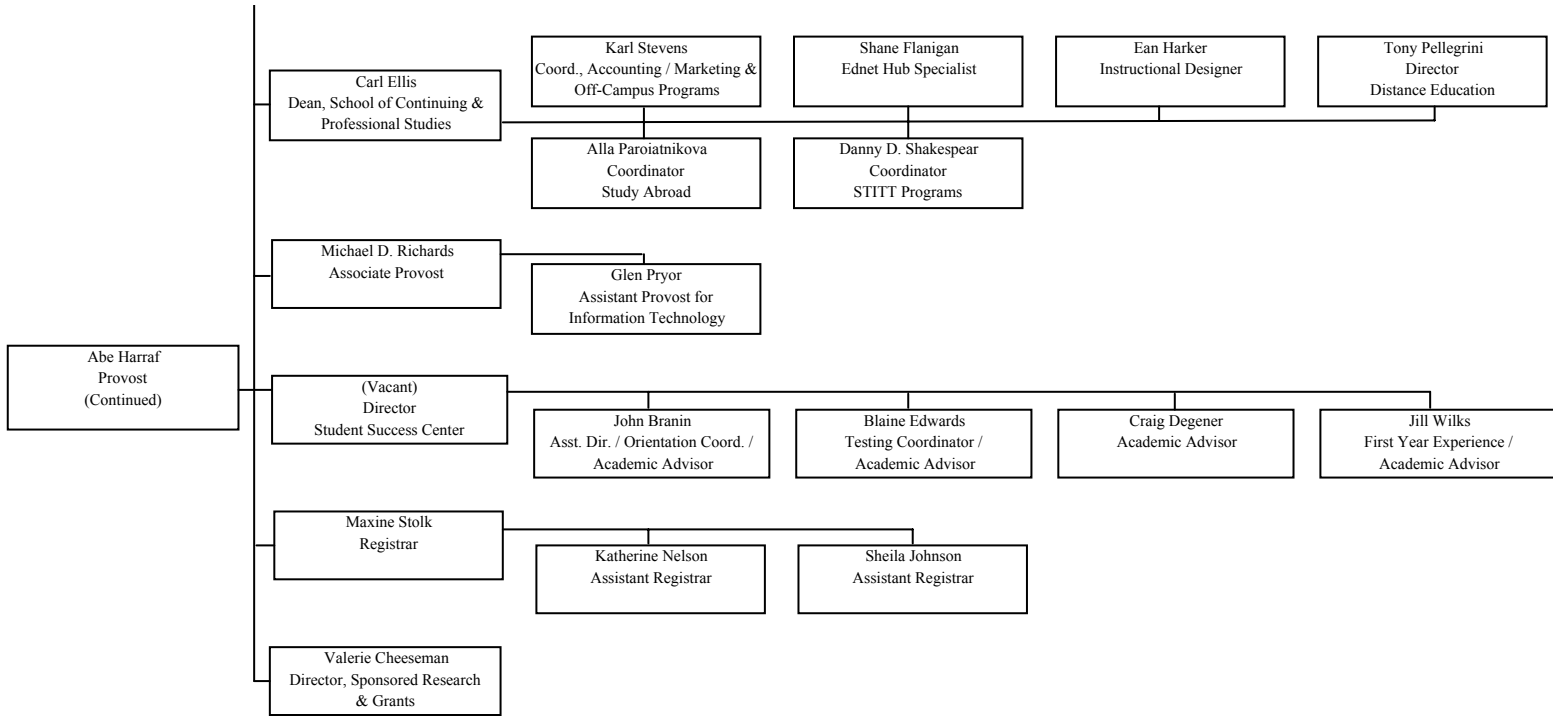 Karl Stevens
Coord., Accounting / Marketing &
Off-Campus Programs
Shane Flanigan
Ednet Hub Specialist
Ean Harker
Instructional Designer
Tony Pellegrini
Director
Distance Education
Carl Ellis
Dean, School of Continuing &
Professional Studies
Alla Paroiatnikova
Coordinator
Study Abroad
Danny D. Shakespear
Coordinator
STITT Programs
Michael D. Richards
Associate Provost
Glen Pryor
Assistant Provost for
Information Technology
Abe Harraf
Provost
(Continued)
(Vacant)
Director
Student Success Center
John Branin
Asst. Dir. / Orientation Coord. /
Academic Advisor
Blaine Edwards
Testing Coordinator /
Academic Advisor
Craig Degener
Academic Advisor
Jill Wilks
First Year Experience /
Academic Advisor
Maxine Stolk
Registrar
Katherine Nelson
Assistant Registrar
Sheila Johnson
Assistant Registrar
Valerie Cheeseman
Director, Sponsored Research
& Grants